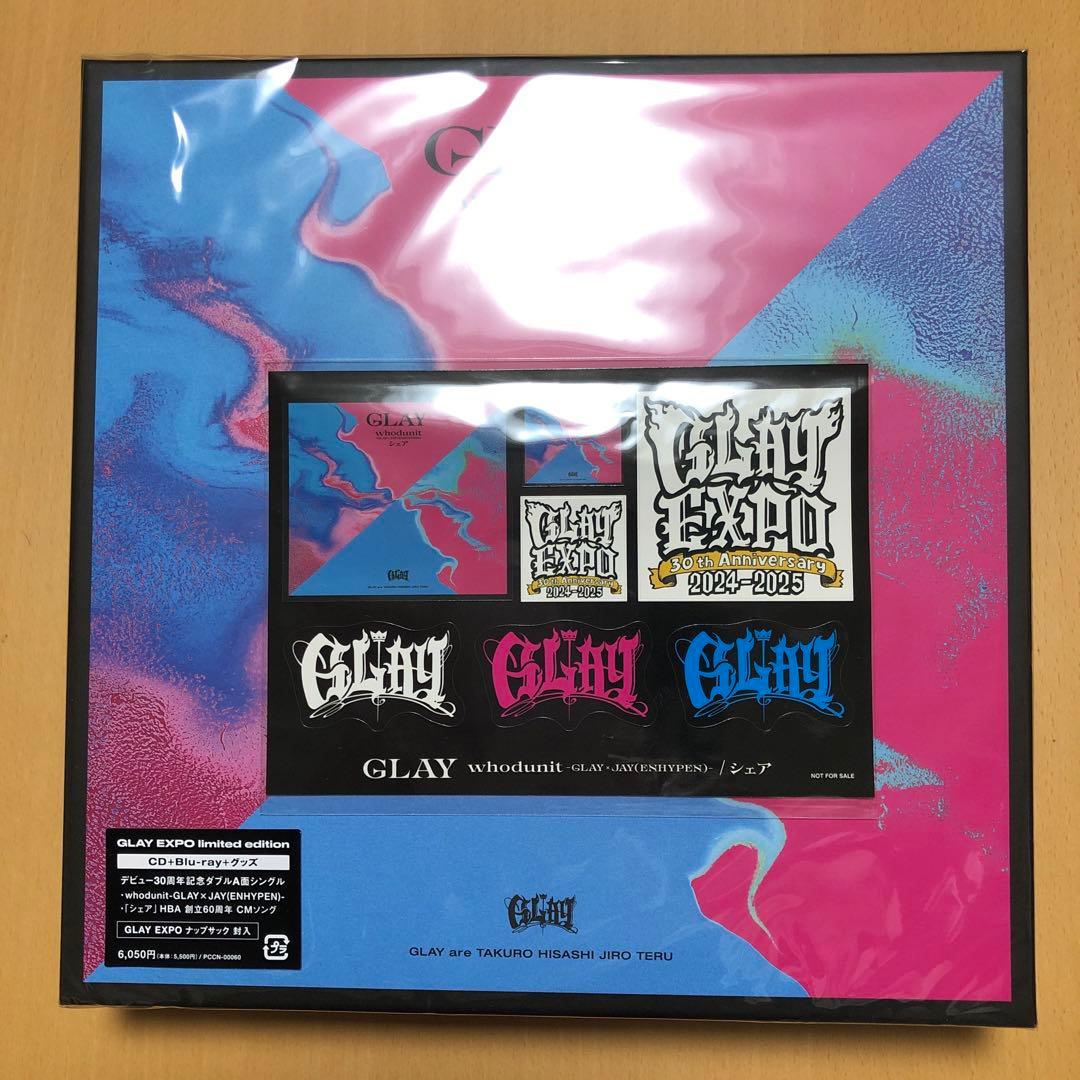 G
GLAY
whodunit
シェア
GLAY
GLAY
EXPO
30th Anniversary
2024-2025
GLAY
EXPO
30th Anniversary
2024-2025
GLAY
GLAY
GLAY
GLAY whodunit -GLAY×JAY(ENHYPEN)- /シェア
NOT FOR SALE
GLAY EXPO limited edition
CD+Blu-ray+グッズ
デビュー30周年記念ダブルA面シングル
・whodunit-GLAY×JAY(ENHYPEN)-
・「シェア」HBA 創立60周年 CMソング
GLAY EXPO ナップサック 封入
6,050円(本体:5,500円) / PCCN-00060
プラ
GLAY
GLAY are TAKURO HISASHI JIRO TERU